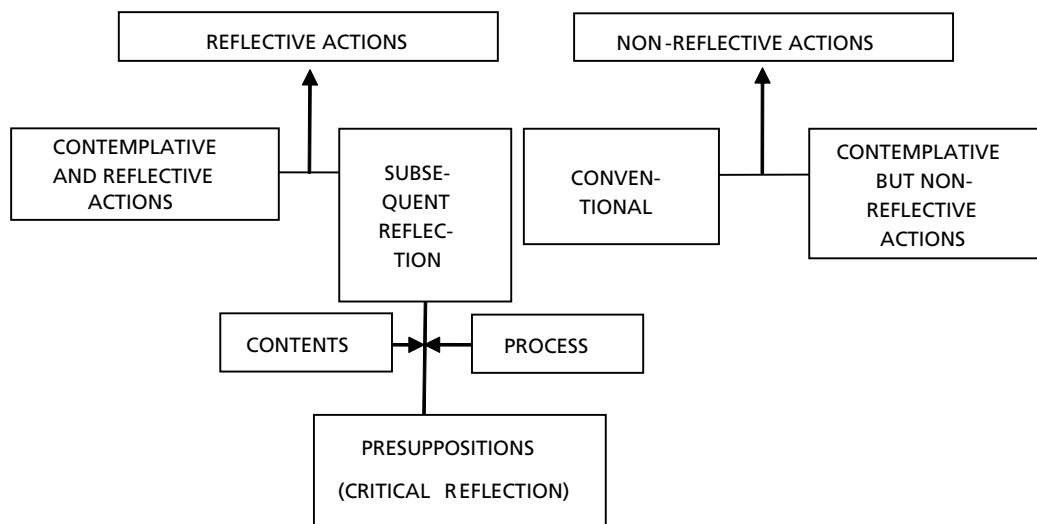 REFLECTIVE ACTIONS
NON-REFLECTIVE ACTIONS
CONTEMPLATIVE
AND REFLECTIVE
ACTIONS
SUBSE-
QUENT
REFLEC-
TION
CONVEN-
TIONAL
CONTEMPLATIVE
BUT NON-
REFLECTIVE
ACTIONS
CONTENTS
PROCESS
PRESUPPOSITIONS
(CRITICAL REFLECTION)